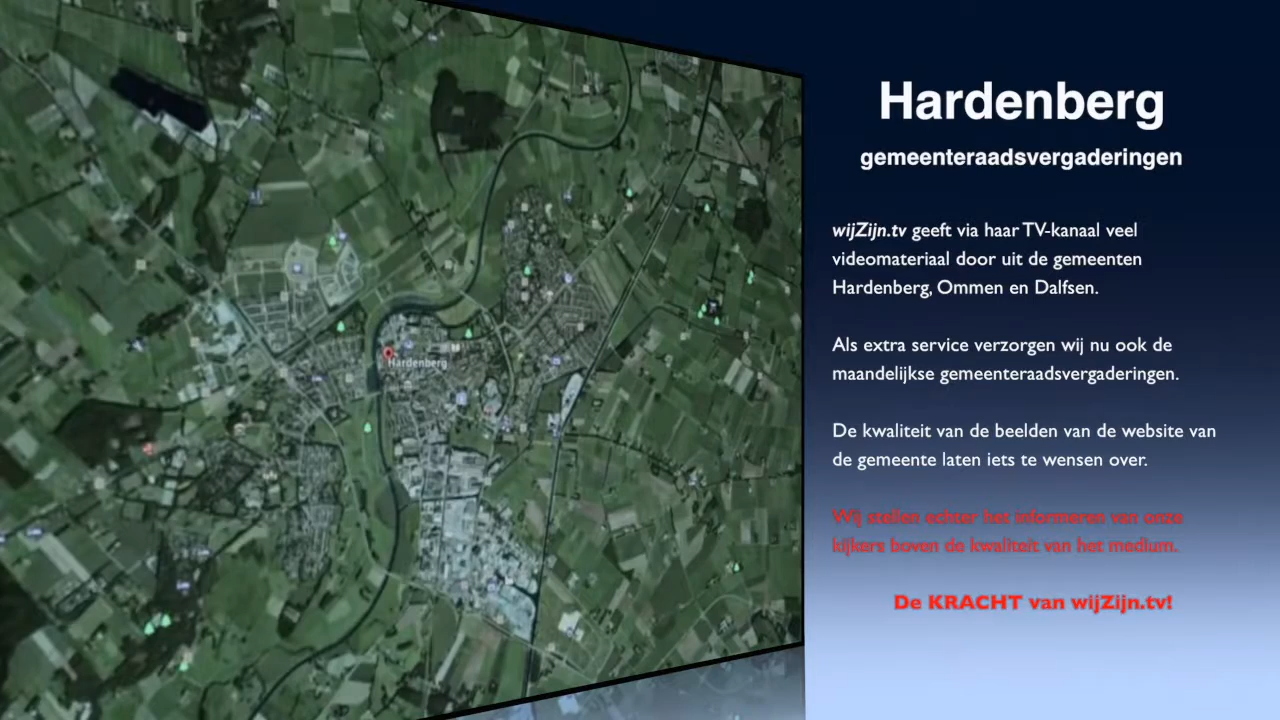 Hardenberg
gemeenteraadsvergaderingen
wijZijn.tv geeft via haar TV-kanaal veel
videomateriaal door uit de gemeenten
Hardenberg, Ommen en Dalfsen.
Als extra service verzorgen wij nu ook de
maandelijkse gemeenteraadsvergaderingen.
De kwaliteit van de beelden van de website van
de gemeente laten iets te wensen over.
Wij stellen echter het informeren van onze
kijkers boven de kwaliteit van het medium.
De KRACHT van wijZijn.tv!
Hardenberg